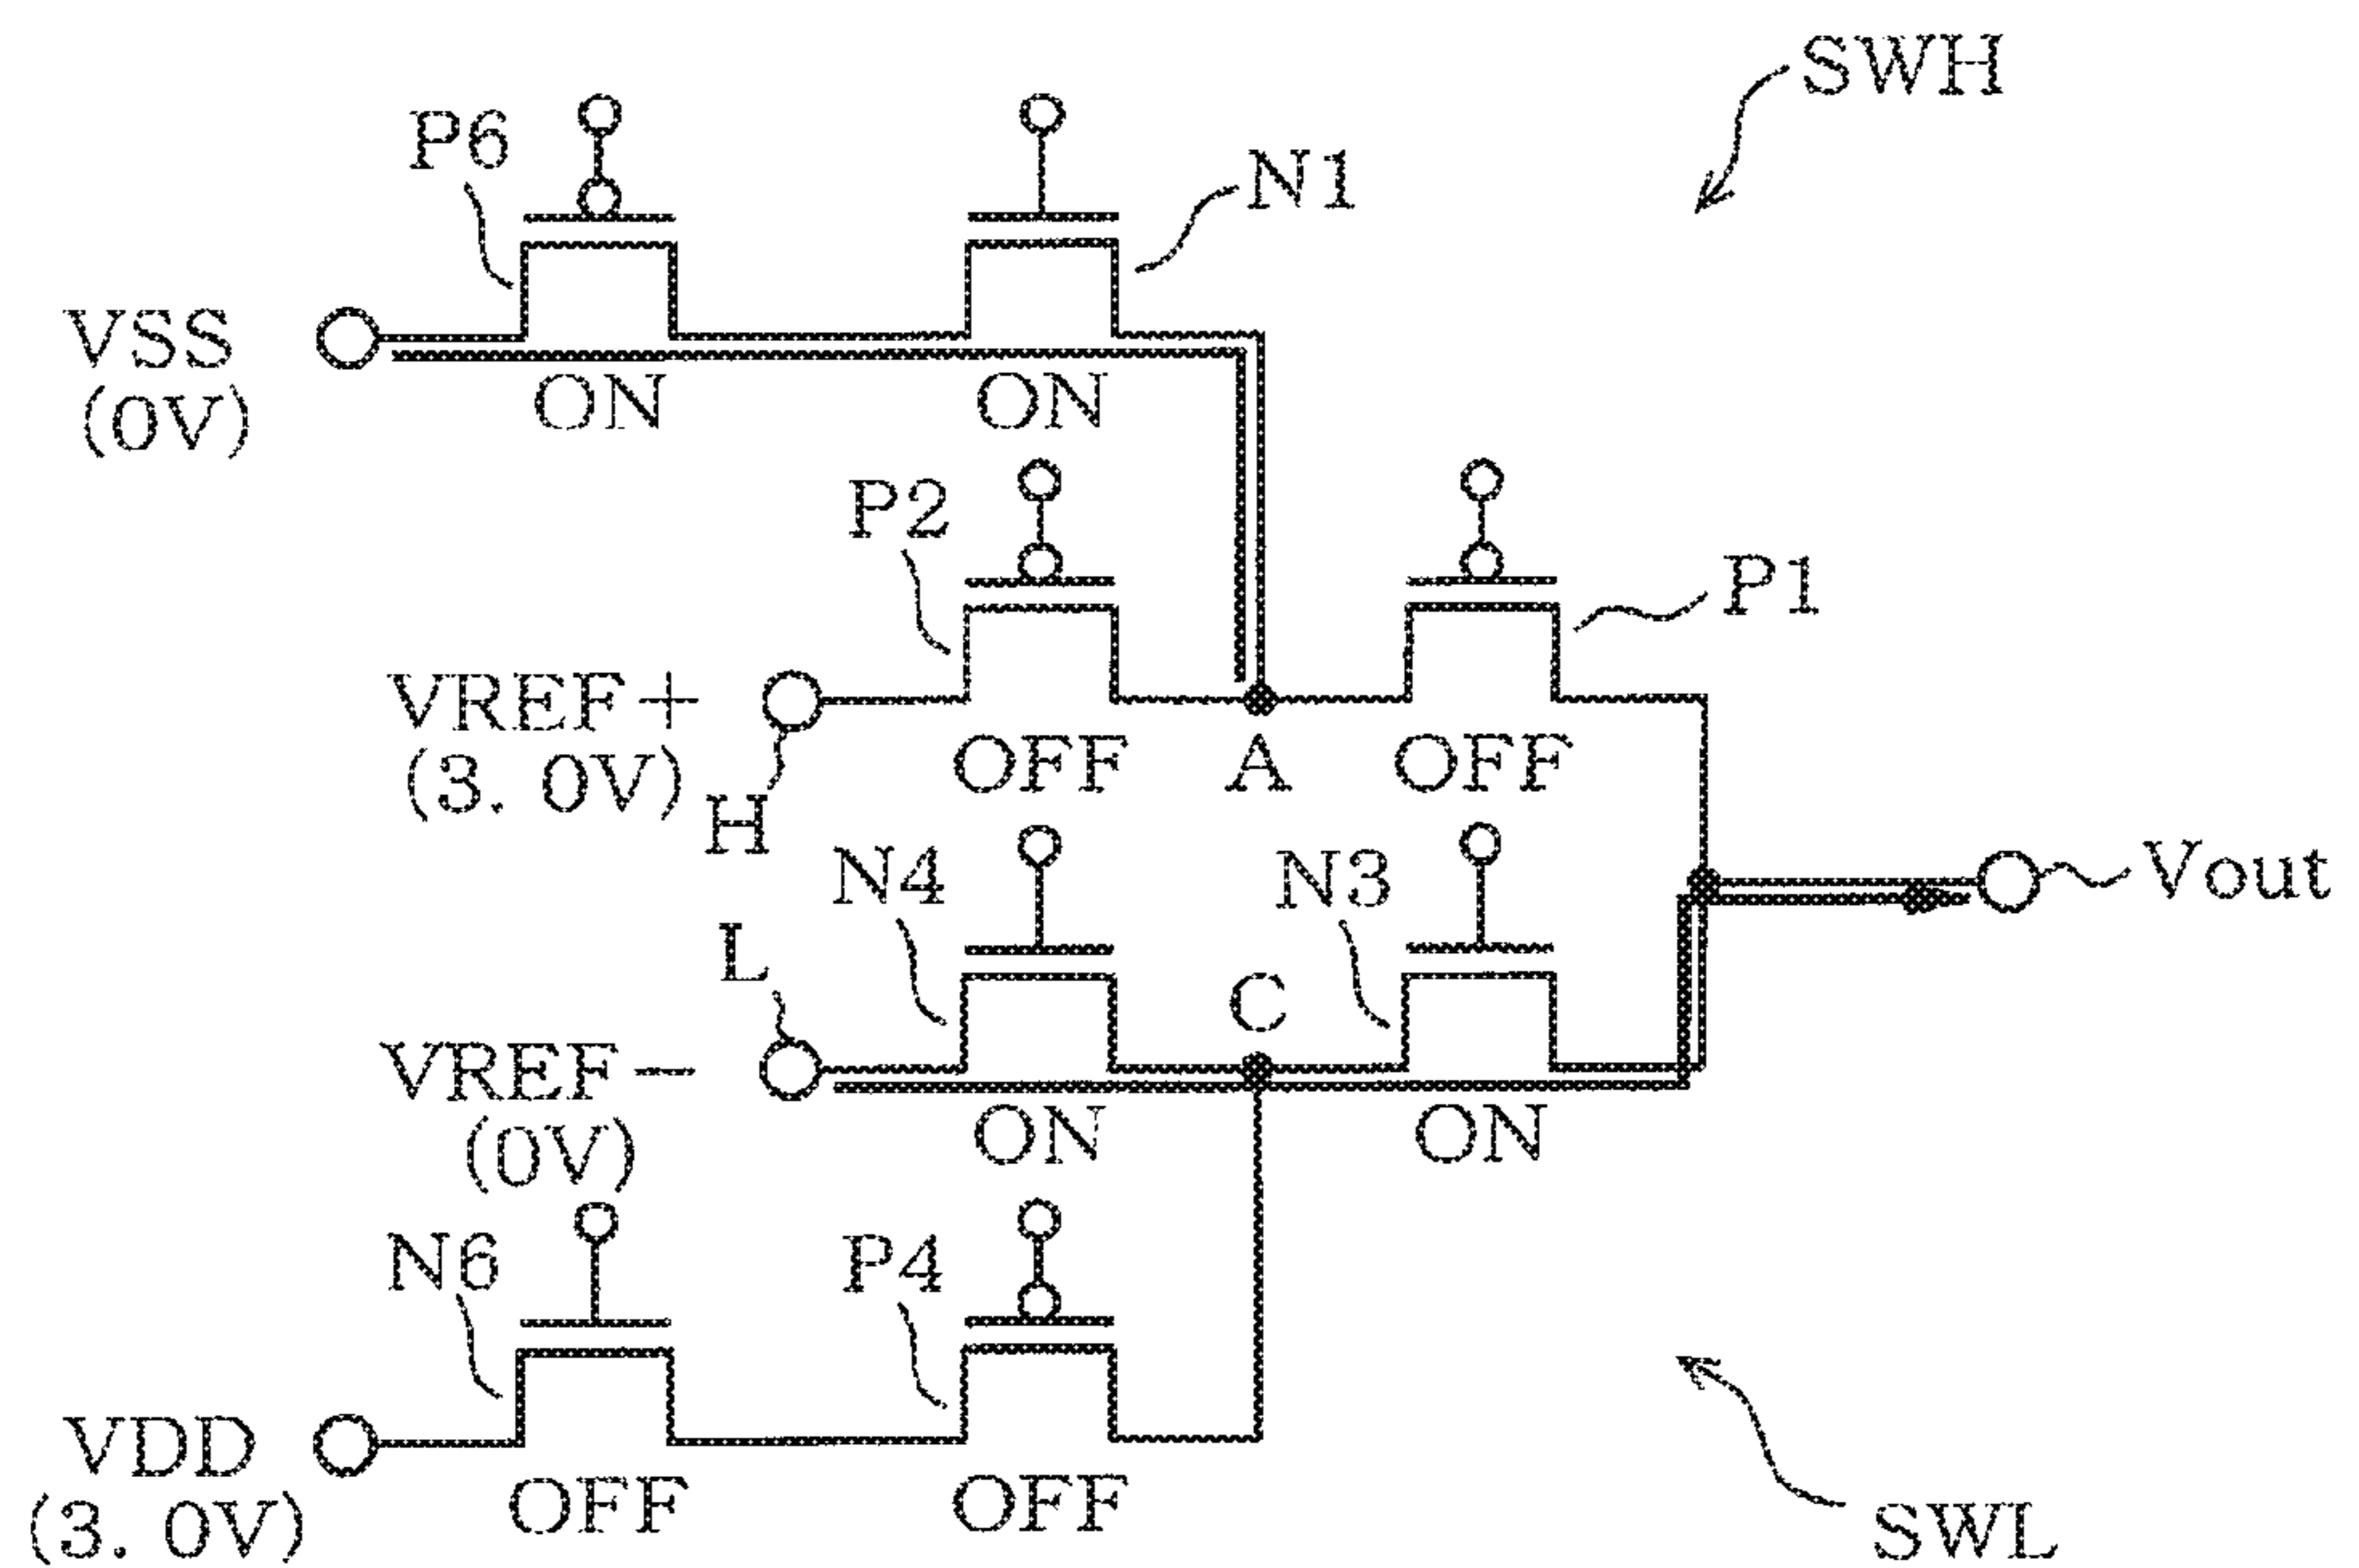 SWH
P6
N1
VSS
(0V)
ON
ON
P2
P1
VREF+
(3. 0V)
OFF
A
OFF
H
N4
N3
Vout
L
C
VREF-
(0V)
ON
ON
N6
P4
VDD
(3. 0V)
OFF
OFF
SWL